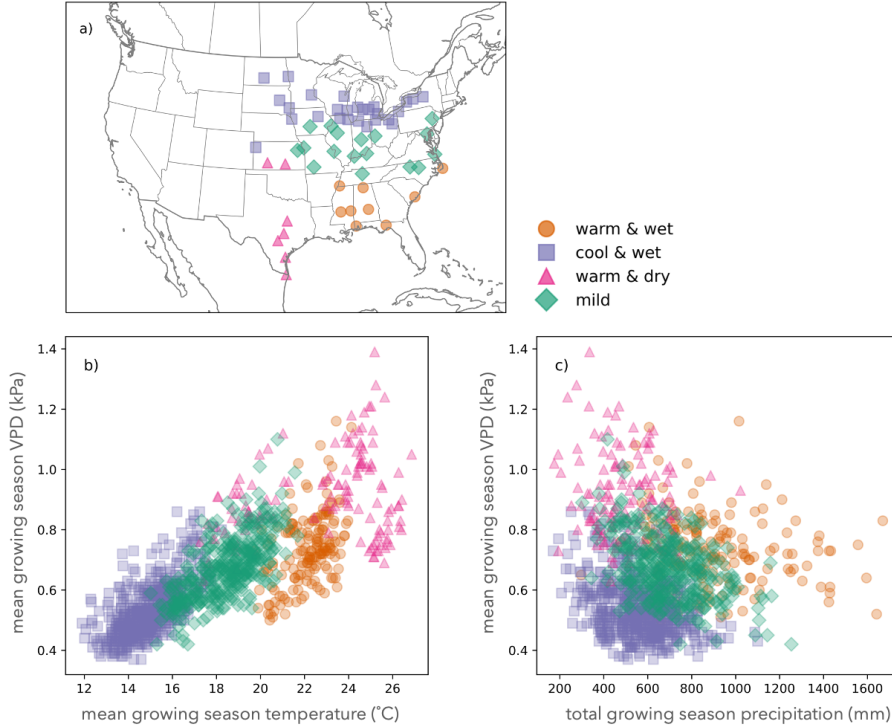 a)
warm & wet
cool & wet
warm & dry
mild
b)
mean growing season VPD (kPa)
1.4
1.2
1.0
0.8
0.6
0.4
12 14 16 18 20 22 24 26
mean growing season temperature (˚C)
c)
mean growing season VPD (kPa)
1.4
1.2
1.0
0.8
0.6
0.4
200 400 600 800 1000 1200 1400 1600
total growing season precipitation (mm)